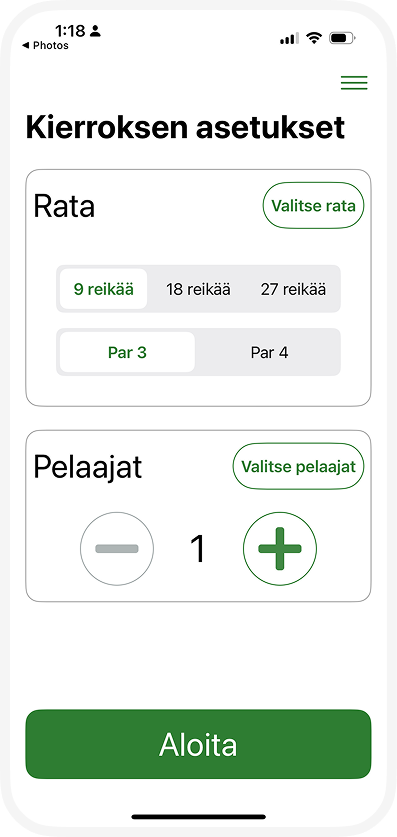 1:18
◀ Photos
Kierroksen asetukset
Rata
Valitse rata
9 reikää 18 reikää 27 reikää
Par 3 Par 4
Pelaajat
Valitse pelaajat
1
Aloita